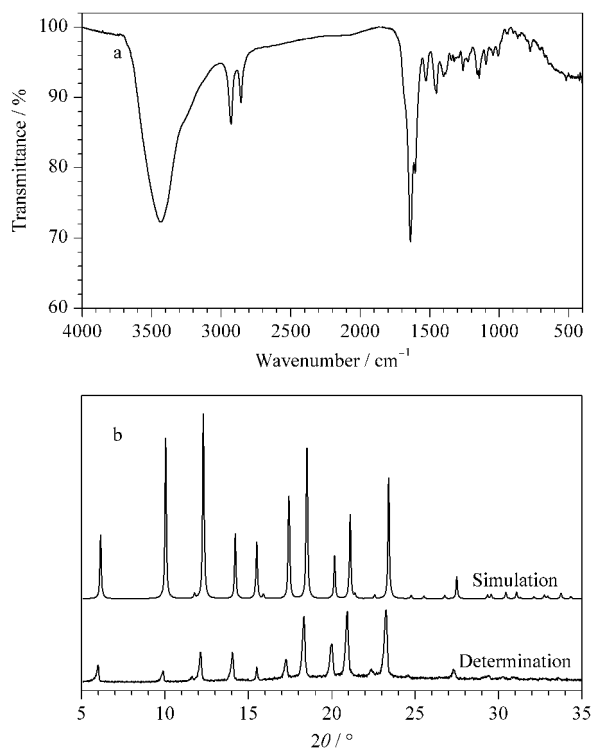 100
a
90
80
70
60
Transmittance / %
4000 3500 3000 2500 2000 1500 1000 500
Wavenumber / cm⁻¹
b
Simulation
Determination
5 10 15 20 25 30 35
2θ / °